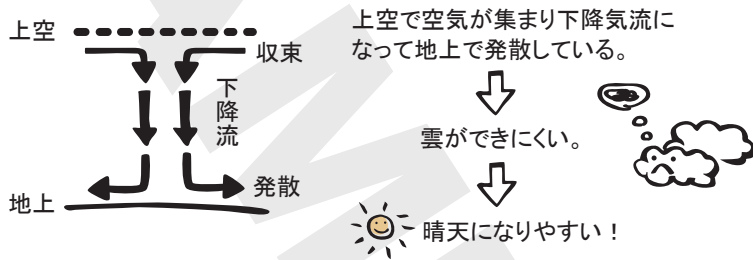 上空
収束
下降流
地上
発散
上空で空気が集まり下降気流に
なって地上で発散している。
雲ができにくい。
晴天になりやすい！